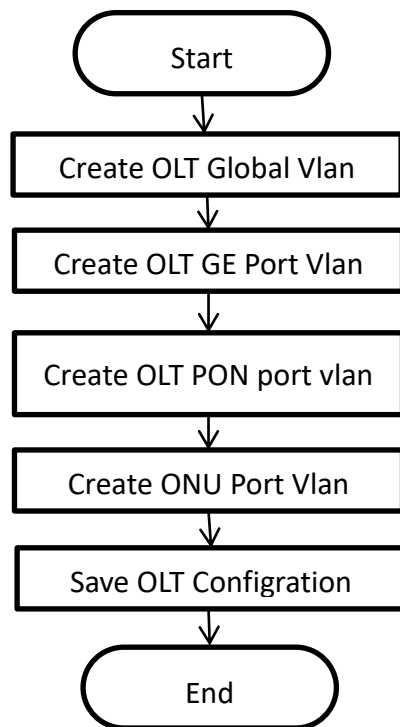 Start
Create OLT Global Vlan
Create OLT GE Port Vlan
Create OLT PON port vlan
Create ONU Port Vlan
Save OLT Configration
End